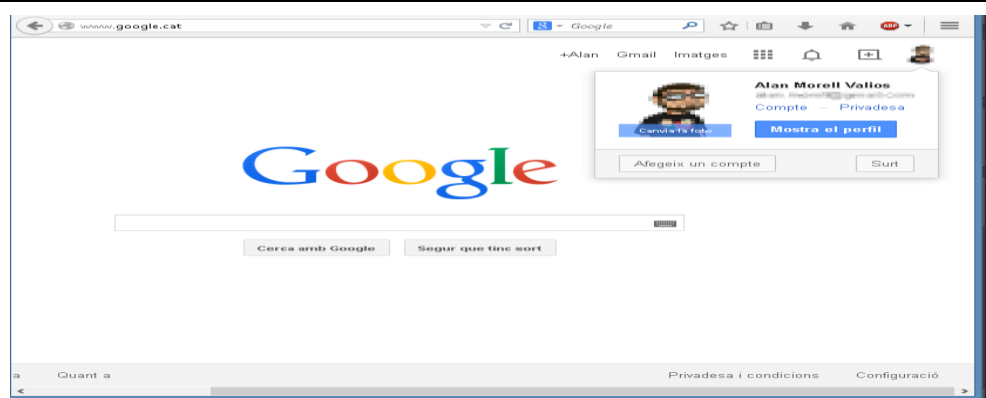 www.google.cat
Google
+Alan Gmail Imatges
Alan Morell Valios
Compte — Privadesa
Canvia la foto
Mostra el perfil
Afegeix un compte
Surt
Google
Cerca amb Google
Segur que tinc sort
a
Quant a
Privadesa i condicions
Configuració